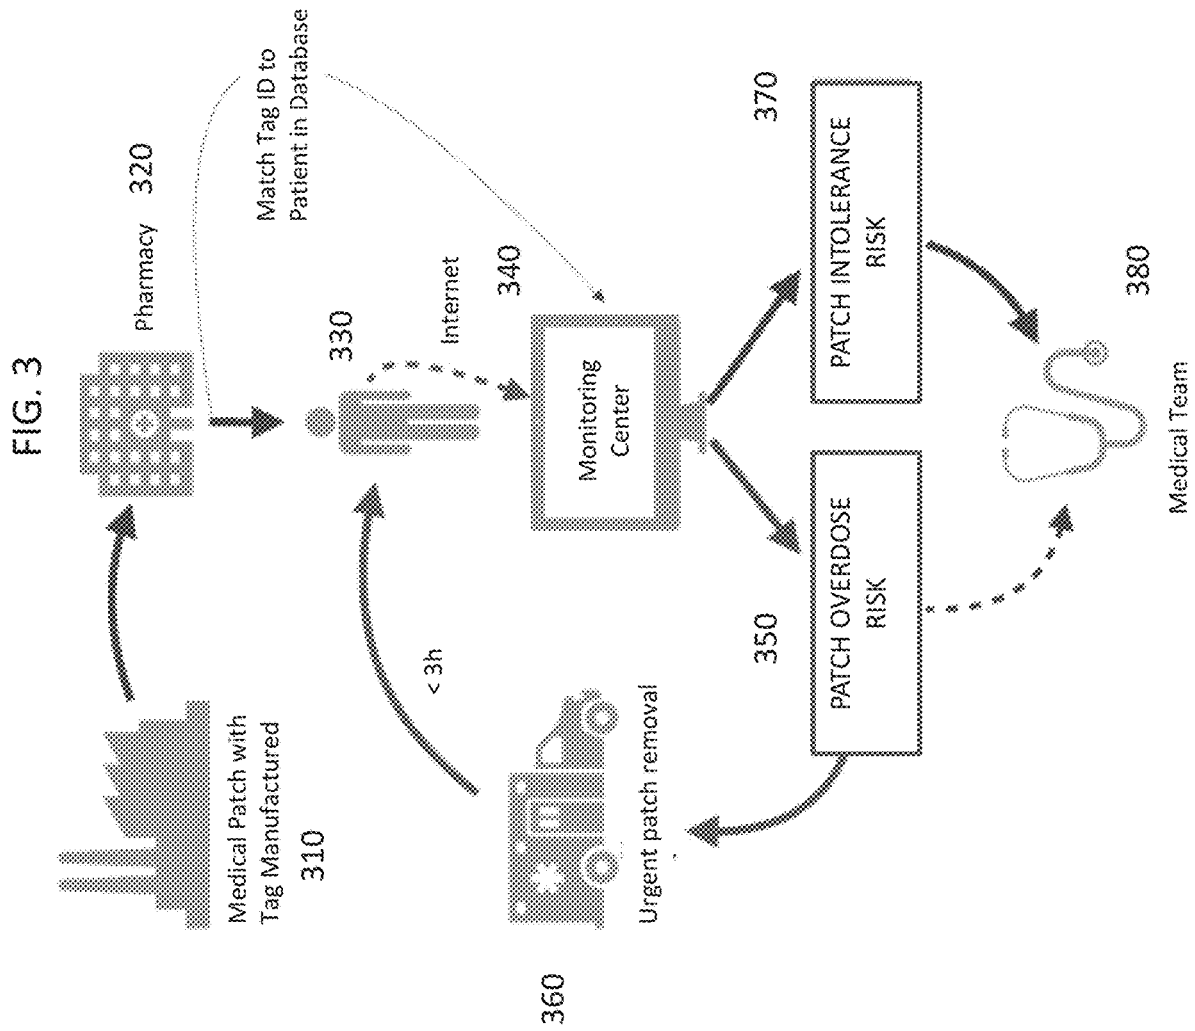 FIG. 3
Medical Patch with
Tag Manufactured
310
Pharmacy
320
Match Tag ID to
Patient in Database
330
Internet
< 3h
360
Urgent patch removal
340
Monitoring
Center
350
PATCH OVERDOSE
RISK
370
PATCH INTOLERANCE
RISK
380
Medical Team